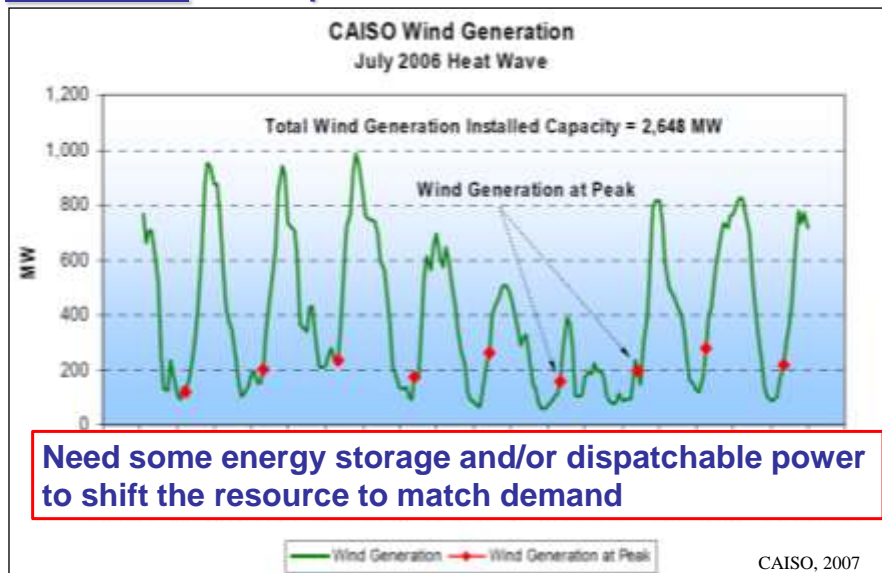 CAISO Wind Generation
July 2006 Heat Wave
1,200
Total Wind Generation Installed Capacity = 2,648 MW
1,000
Wind Generation at Peak
800
MW
600
400
200
0
Need some energy storage and/or dispatchable power
to shift the resource to match demand
Wind Generation
Wind Generation at Peak
CAISO, 2007